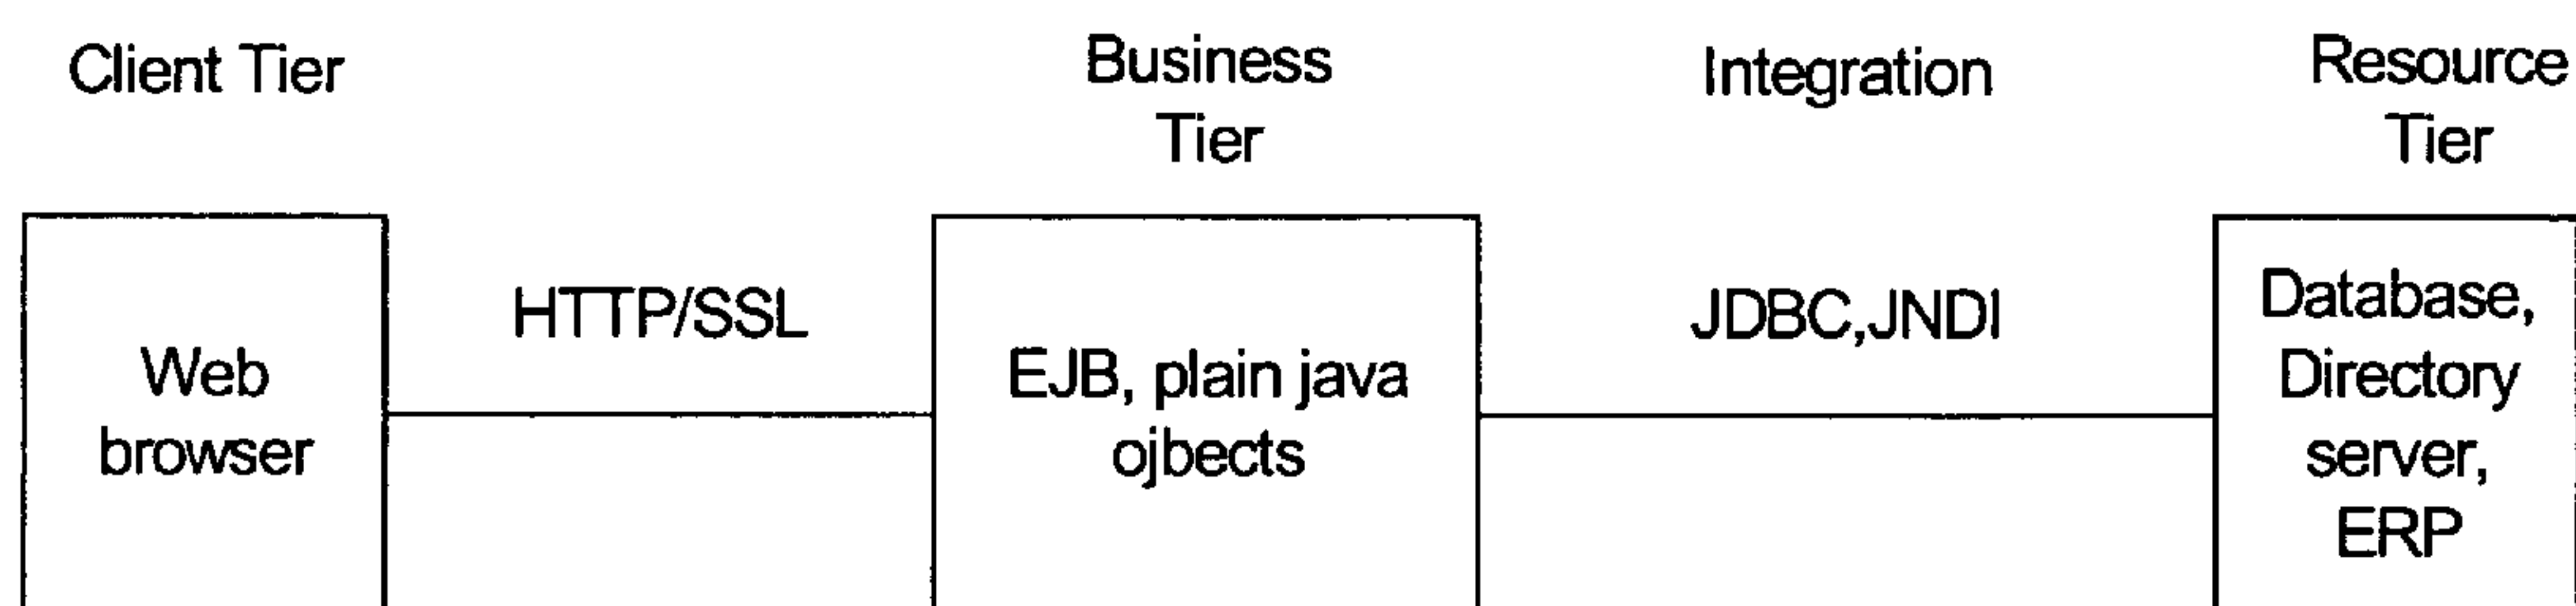 Client Tier
Business
Tier
Integration
Resource
Tier
Web
browser
HTTP/SSL
EJB, plain java
ojbects
JDBC,JNDI
Database,
Directory
server,
ERP